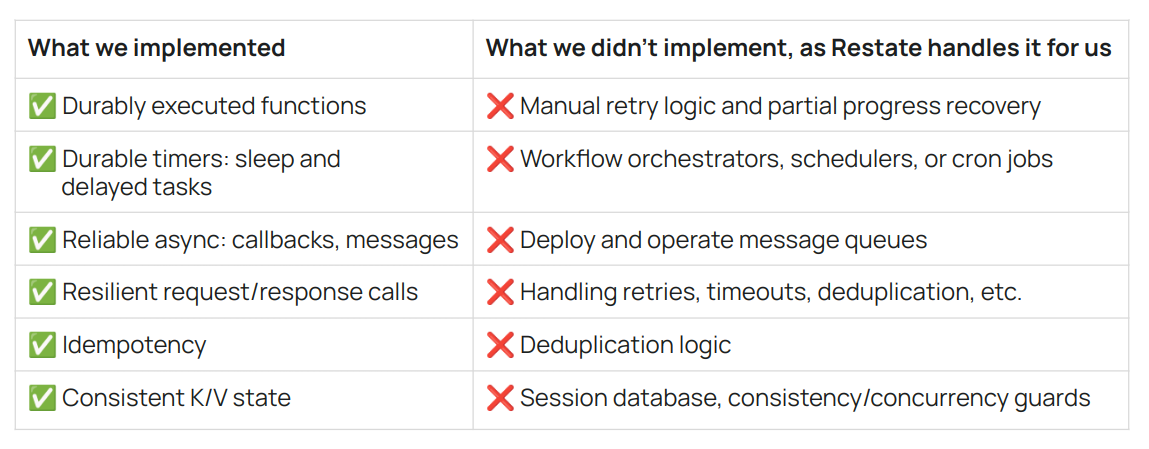 What we implemented
What we didn't implement, as Restate handles it for us
✅ Durably executed functions
❌ Manual retry logic and partial progress recovery
✅ Durable timers: sleep and
delayed tasks
❌ Workflow orchestrators, schedulers, or cron jobs
✅ Reliable async: callbacks, messages
❌ Deploy and operate message queues
✅ Resilient request/response calls
❌ Handling retries, timeouts, deduplication, etc.
✅ Idempotency
❌ Deduplication logic
✅ Consistent K/V state
❌ Session database, consistency/concurrency guards